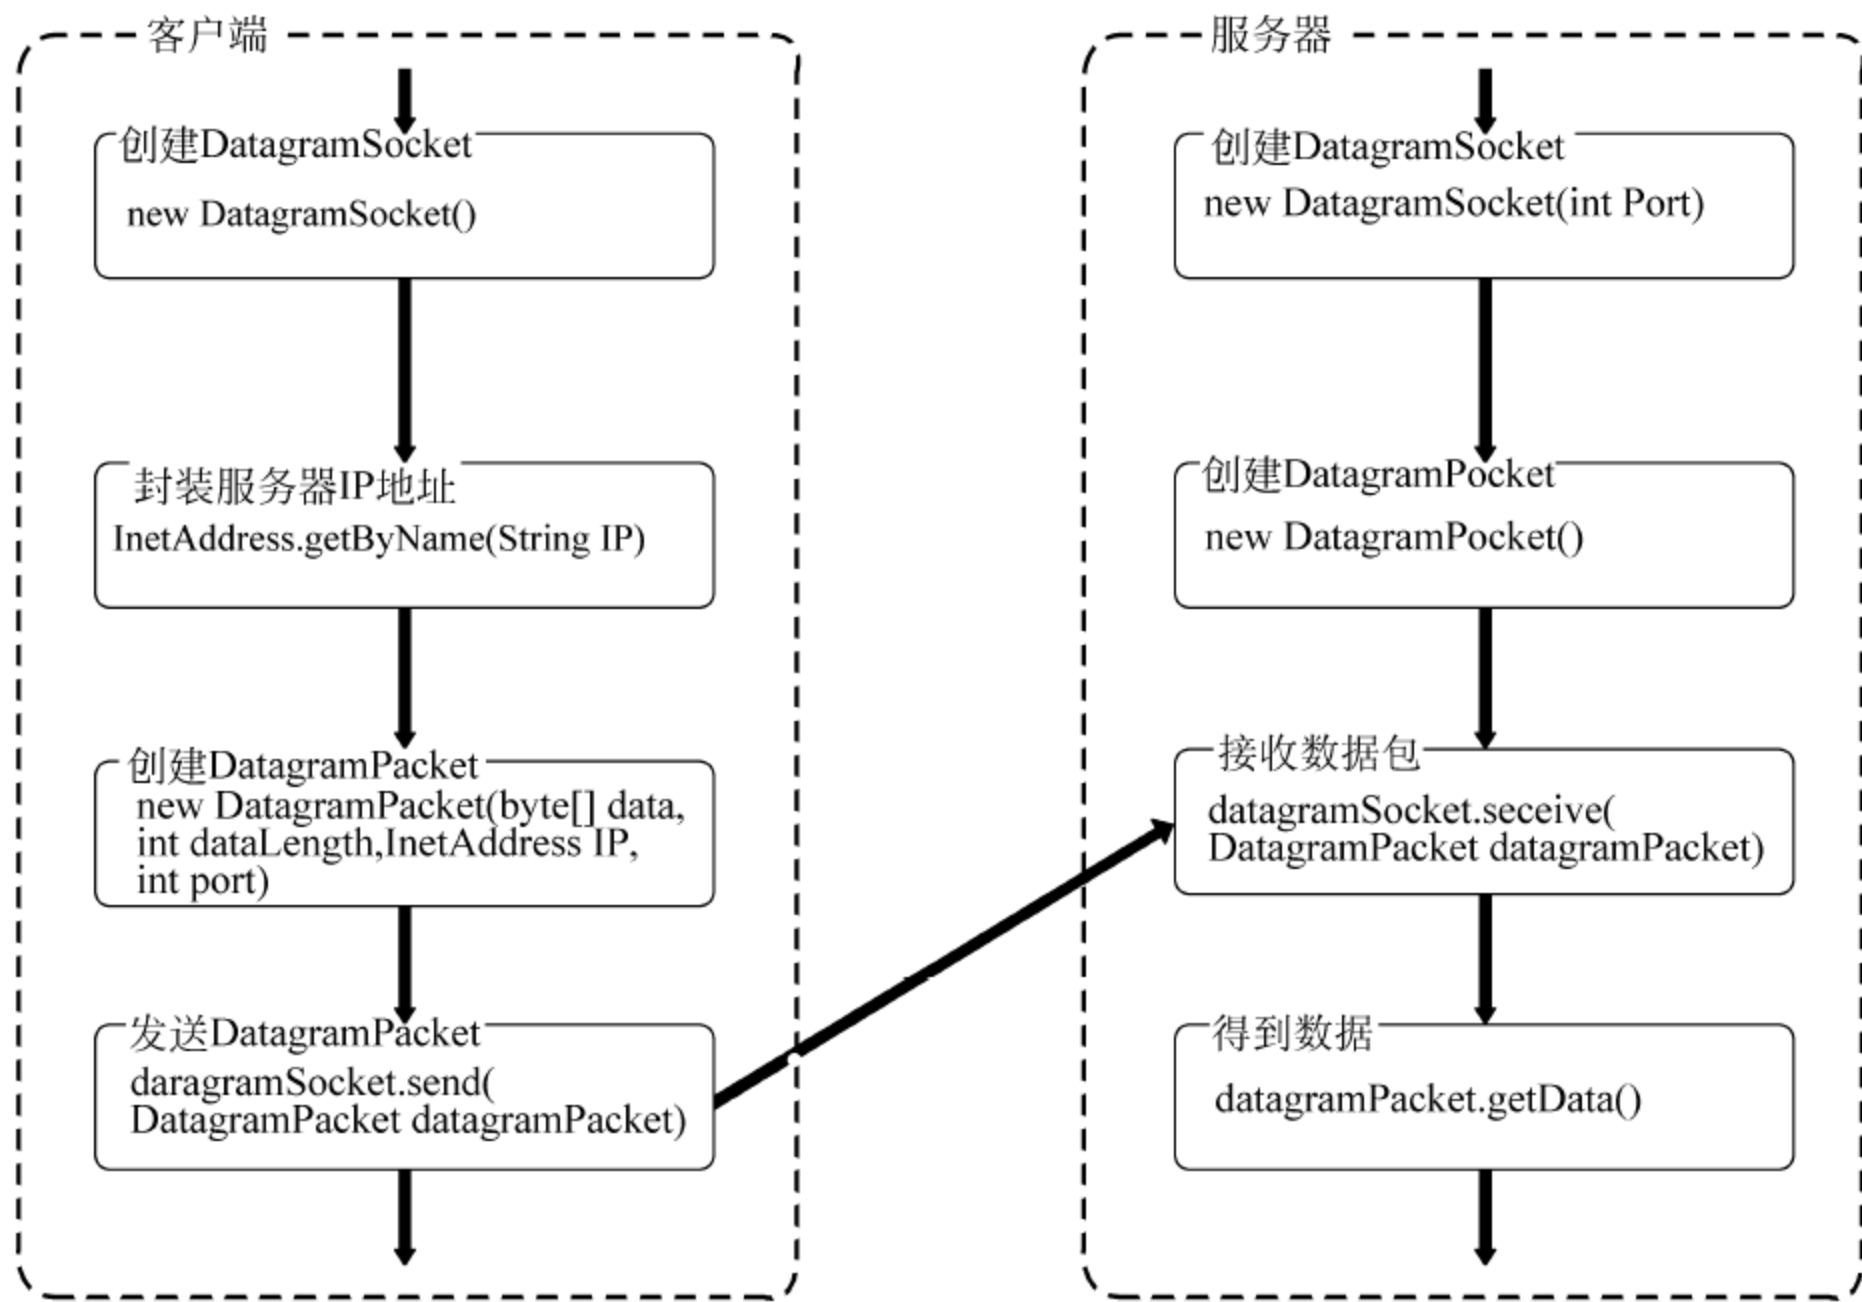 客户端
创建DatagramSocket
new DatagramSocket()
封装服务器IP地址
InetAddress.getByName(String IP)
创建DatagramPacket
new DatagramPacket(byte[] data,
int dataLength,InetAddress IP,
int port)
发送DatagramPacket
daragramSocket.send(
DatagramPacket datagramPacket)
服务器
创建DatagramSocket
new DatagramSocket(int Port)
创建DatagramPocket
new DatagramPocket()
接收数据包
datagramSocket.seceive(
DatagramPacket datagramPacket)
得到数据
datagramPacket.getData()